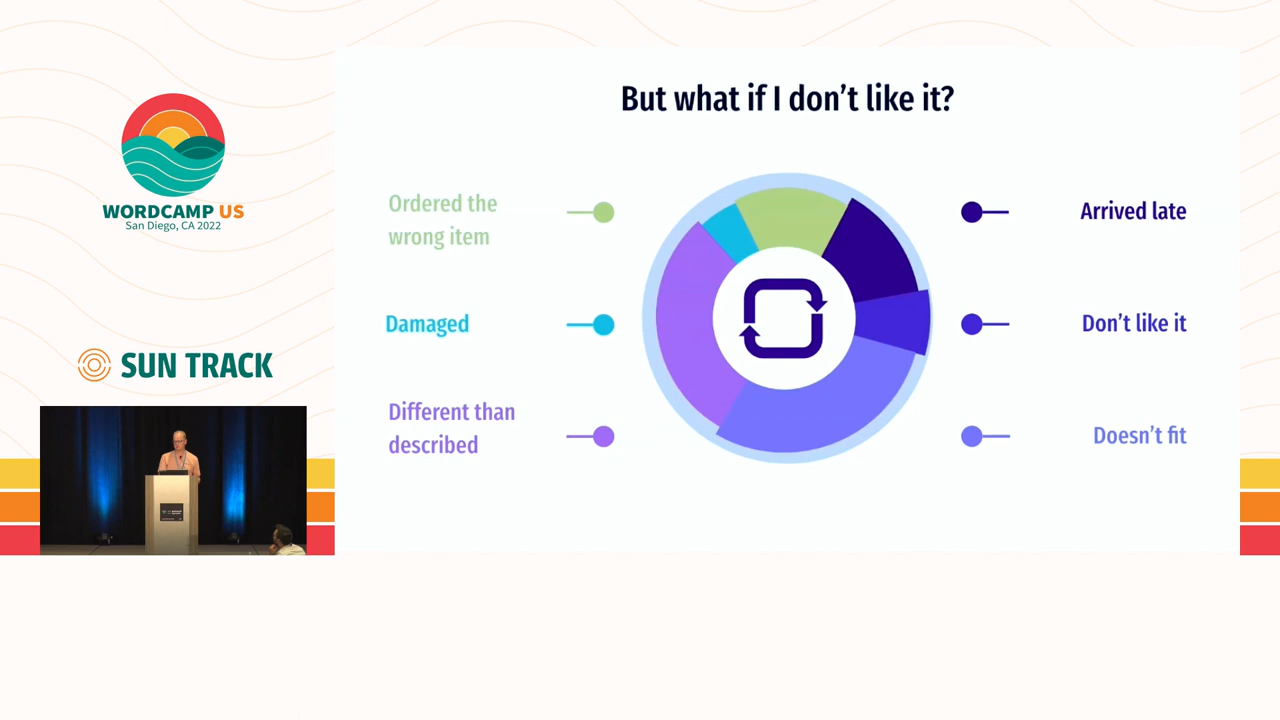 But what if I don't like it?
WORDCAMP US
San Diego, CA 2022
SUN TRACK
Ordered the
wrong item
Damaged
Different than
described
Arrived late
Don't like it
Doesn't fit